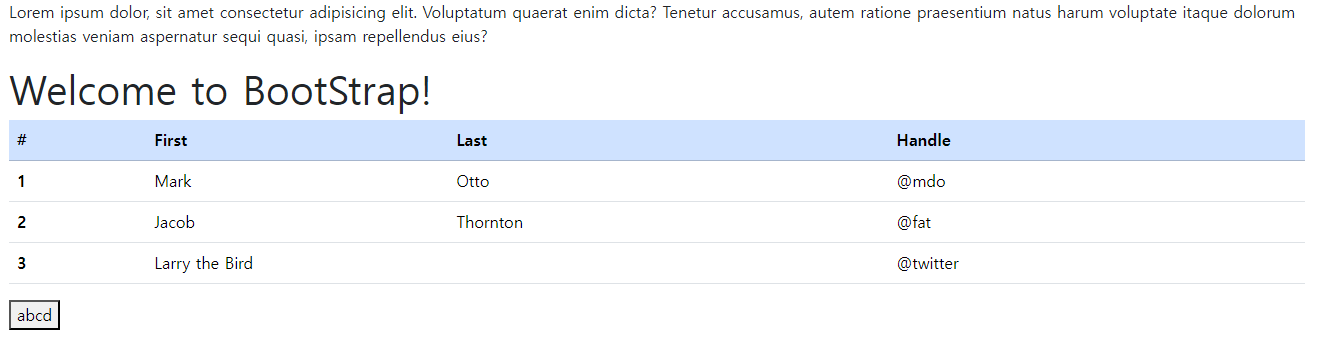 Lorem ipsum dolor, sit amet consectetur adipisicing elit. Voluptatum quaerat enim dicta? Tenetur accusamus, autem ratione praesentium natus harum voluptate itaque dolorum
molestias veniam aspernatur sequi quasi, ipsam repellendus eius?
Welcome to BootStrap!
# First Last Handle
1 Mark Otto @mdo
2 Jacob Thornton @fat
3 Larry the Bird @twitter
abcd